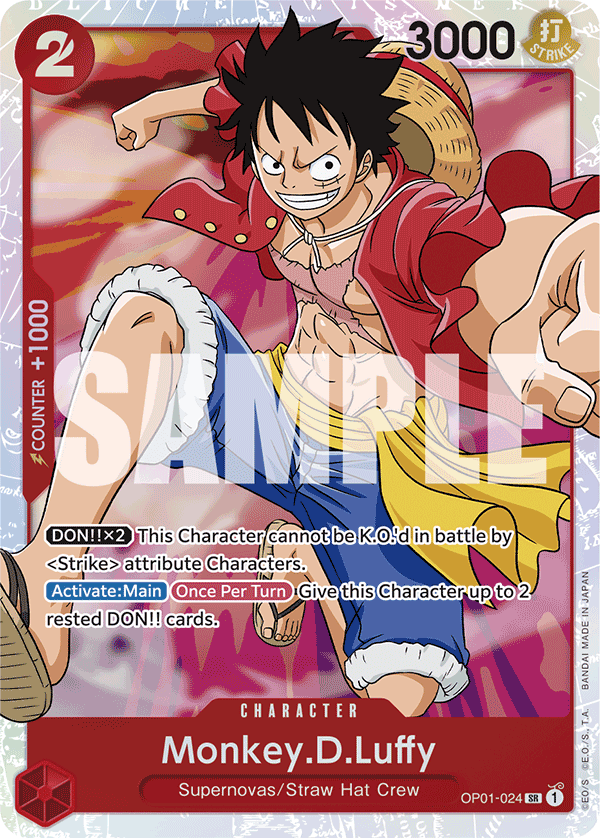 2
3000
打
STRIKE
COUNTER +1000
SAMPLE
DON!!×2 This Character cannot be K.O.'d in battle by
<Strike> attribute Characters.
Activate:Main Once Per Turn Give this Character up to 2
rested DON!! cards.
©E.O./S., T.A. BANDAI MADE IN JAPAN
©EO/S
CHARACTER
Monkey.D.Luffy
Supernovas/Straw Hat Crew
OP01-024 SR 1